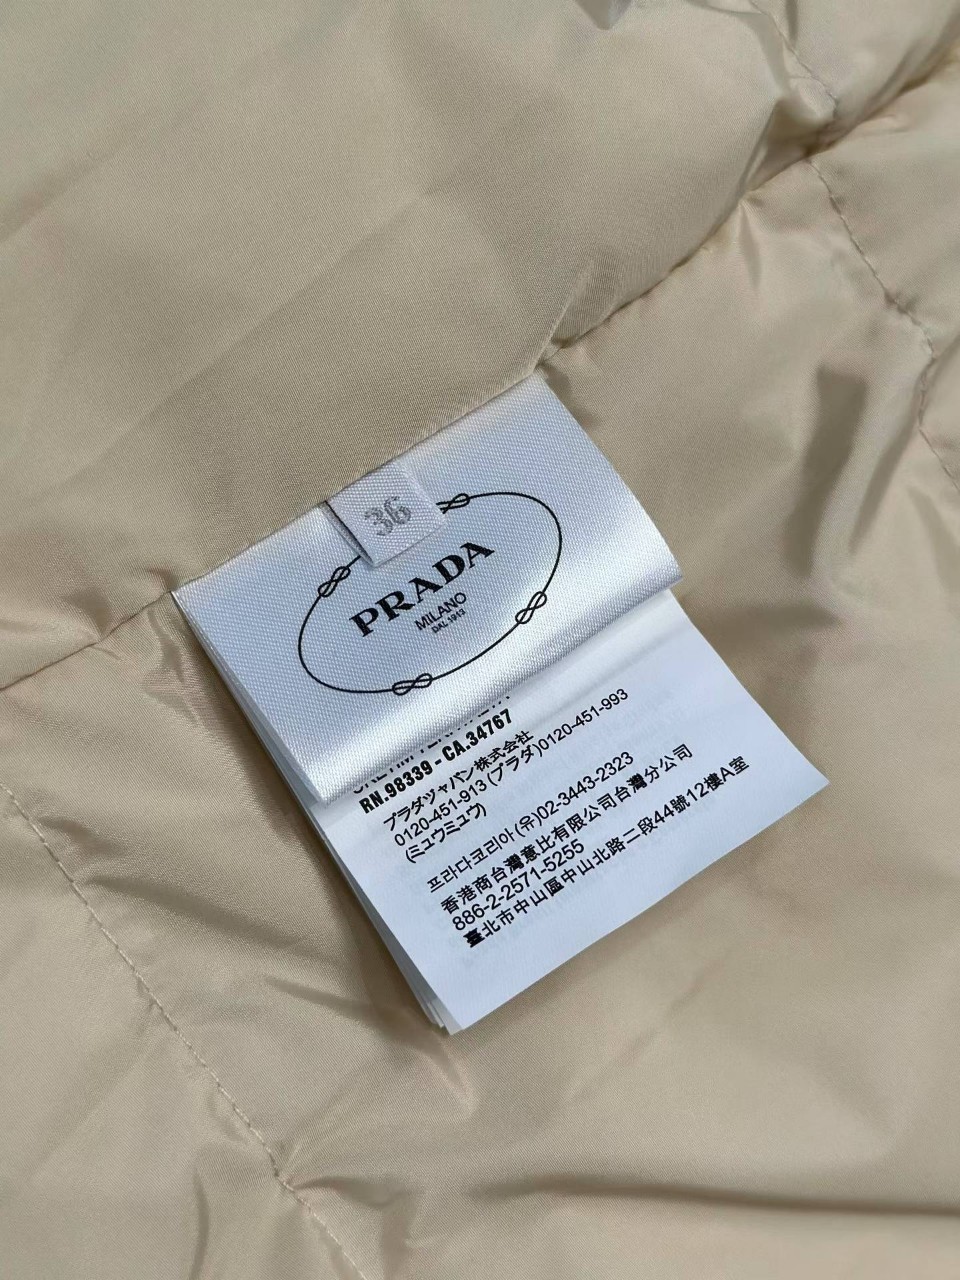 36
PRADA
MILANO
DAL 1913
RN.98339 - CA.34767
プラダジャパン株式会社
0120-451-913 (プラダ)0120-451-993
(ミュウミュウ)
프라다코리아(유)02-3443-2323
香港商台灣意比有限公司台灣分公司
886-2-2571-5255
臺北市中山區中山北路二段44號12樓A室